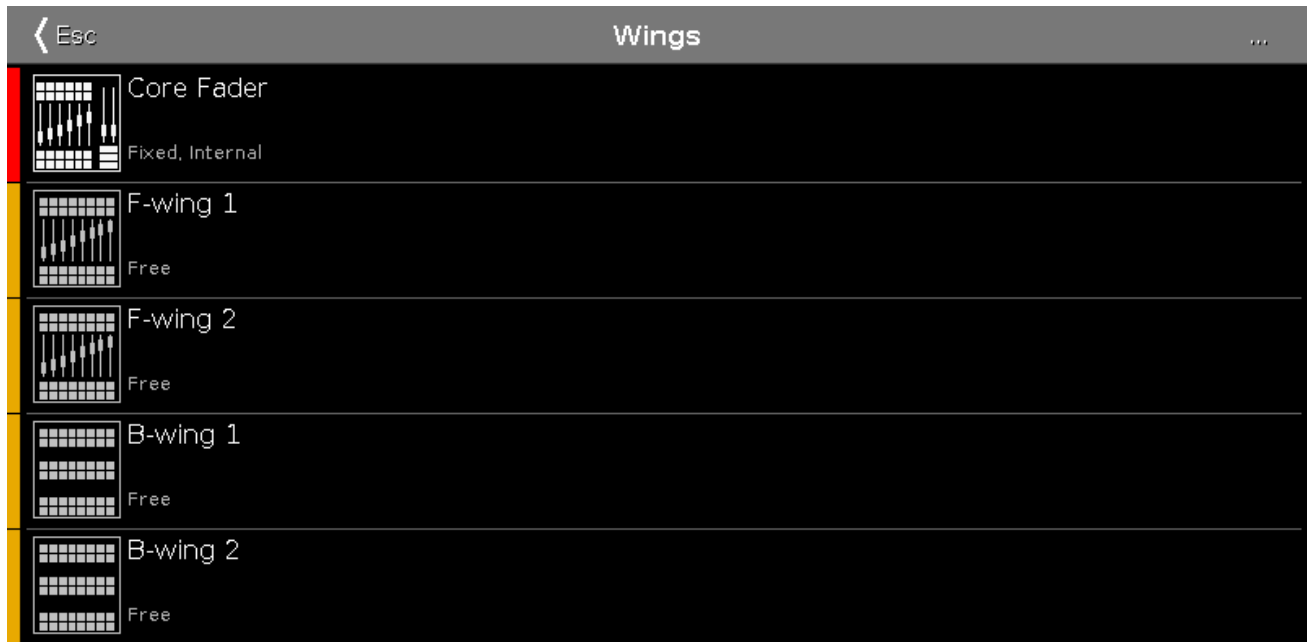 Esc
Wings
...
Core Fader
Fixed, Internal
F-wing 1
Free
F-wing 2
Free
B-wing 1
Free
B-wing 2
Free